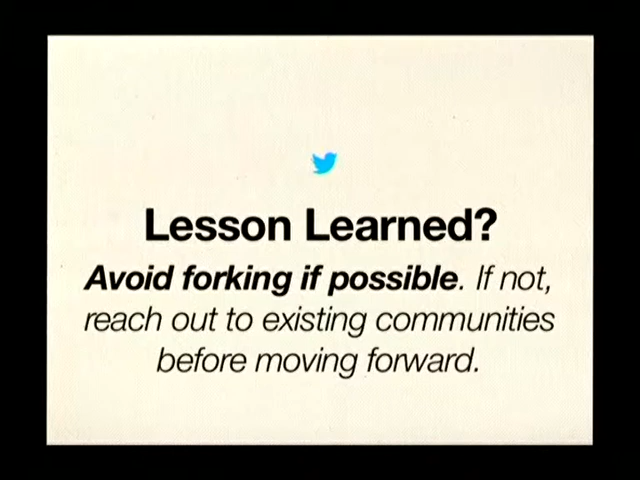 Lesson Learned?
Avoid forking if possible. If not,
reach out to existing communities
before moving forward.